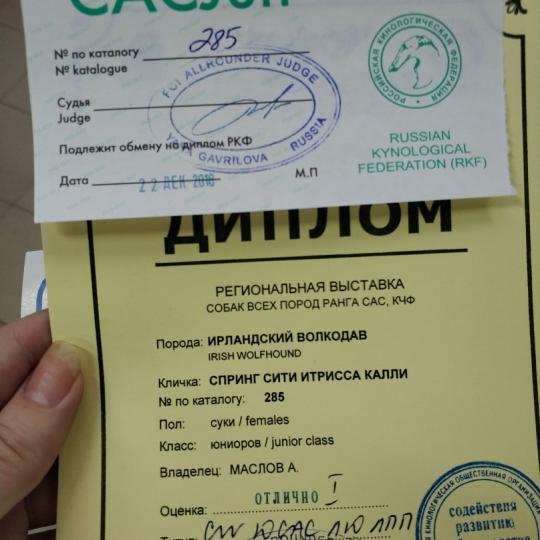 № по каталогу 285
№ katalogue
Судья
Judge
FCI ALLROUNDER JUDGE
GAVRILOVA RUSSIA
Подлежит обмену на диплом РКФ
Дата 22 ДЕК 2018
М.П
РОССИЙСКАЯ КИНОЛОГИЧЕСКАЯ ФЕДЕРАЦИЯ
RUSSIAN
KYNOLOGICAL
FEDERATION (RKF)
ДИПЛОМ
РЕГИОНАЛЬНАЯ ВЫСТАВКА
СОБАК ВСЕХ ПОРОД РАНГА САС, КЧФ
Порода: ИРЛАНДСКИЙ ВОЛКОДАВ
IRISH WOLFHOUND
Кличка: СПРИНГ СИТИ ИТРИССА КАЛЛИ
№ по каталогу: 285
Пол: суки / females
Класс: юниоров / junior class
Владелец: МАСЛОВ А.
Оценка: ОТЛИЧНО I
CW ЮСАС ЛЮ ЛПП
содействия
развитию